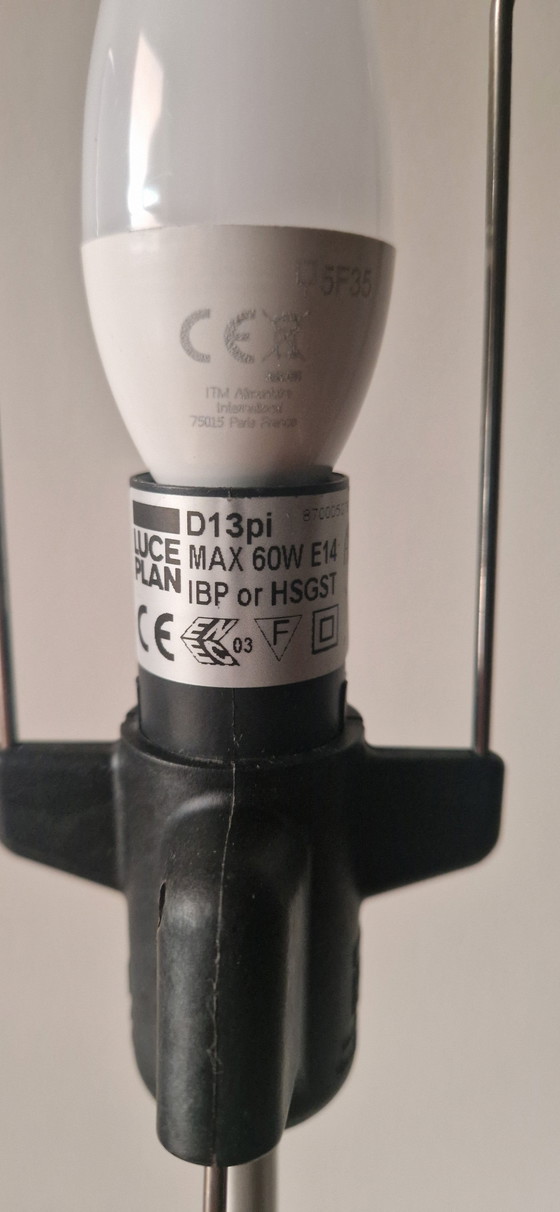 5F35
CE
ITM Alimentaire
International
75015 Paris France
LUCE
PLAN
D13pi
MAX 60W E14
IBP or HSGST
CE
ENEC 03
F